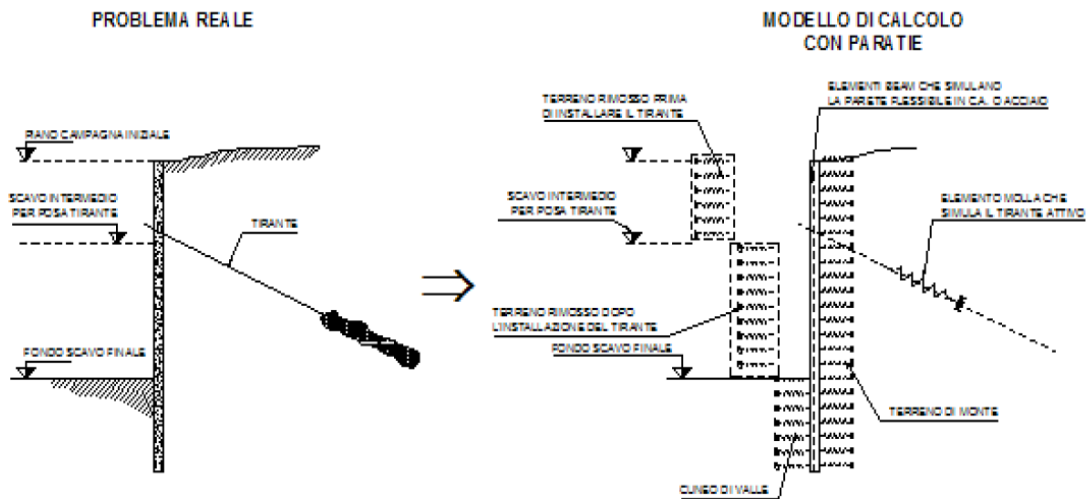 PROBLEMA REALE
PIANO CAMPAGNA INIZIALE
SCAVO INTERMEDIO
PER POSA TIRANTE
TIRANTE
FONDO SCAVO FINALE
MODELLO DI CALCOLO
CON PARATIE
ELEMENTI BEAM CHE SIMULANO
LA PARETE FLESSIBILE IN C.A. O ACCIAIO
TERRENO RIMOSSO PRIMA
DI INSTALLARE IL TIRANTE
SCAVO INTERMEDIO
PER POSA TIRANTE
ELEMENTO MOLLA CHE
SIMULA IL TIRANTE ATTIVO
TERRENO RIMOSSO DOPO
L'INSTALLAZIONE DEL TIRANTE
FONDO SCAVO FINALE
TERRENO DI MONTE
CUNEO DI VALLE